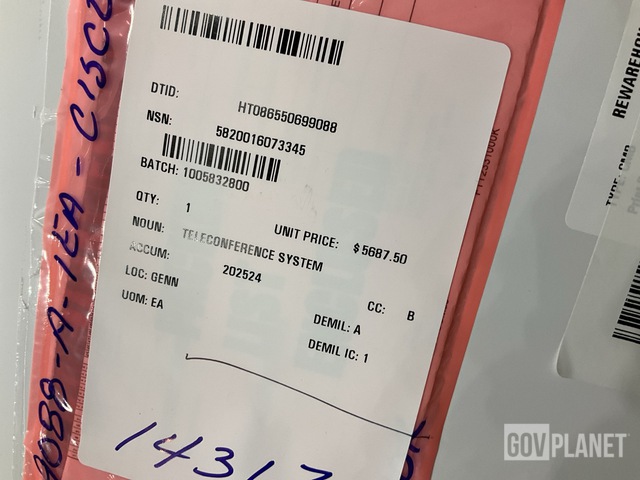 DTID: HT086550699088
NSN: 5820016073345
BATCH: 1005832800
QTY: 1
UNIT PRICE: $ 5687.50
NOUN: TELECONFERENCE SYSTEM
ACCUM: 202524
LOC: GENN
CC: B
UOM: EA
DEMIL: A
DEMIL IC: 1
1431
9088-A-1EA-CISCO
REWAREHOU
GOVPLANET